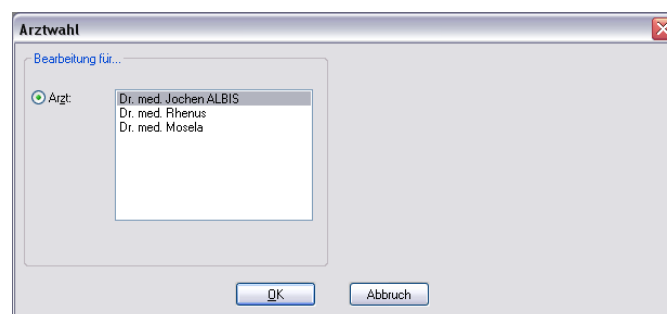 Arztwahl
Bearbeitung für...
Arzt:
Dr. med. Jochen ALBIS
Dr. med. Rhenus
Dr. med. Mosela
OK
Abbruch